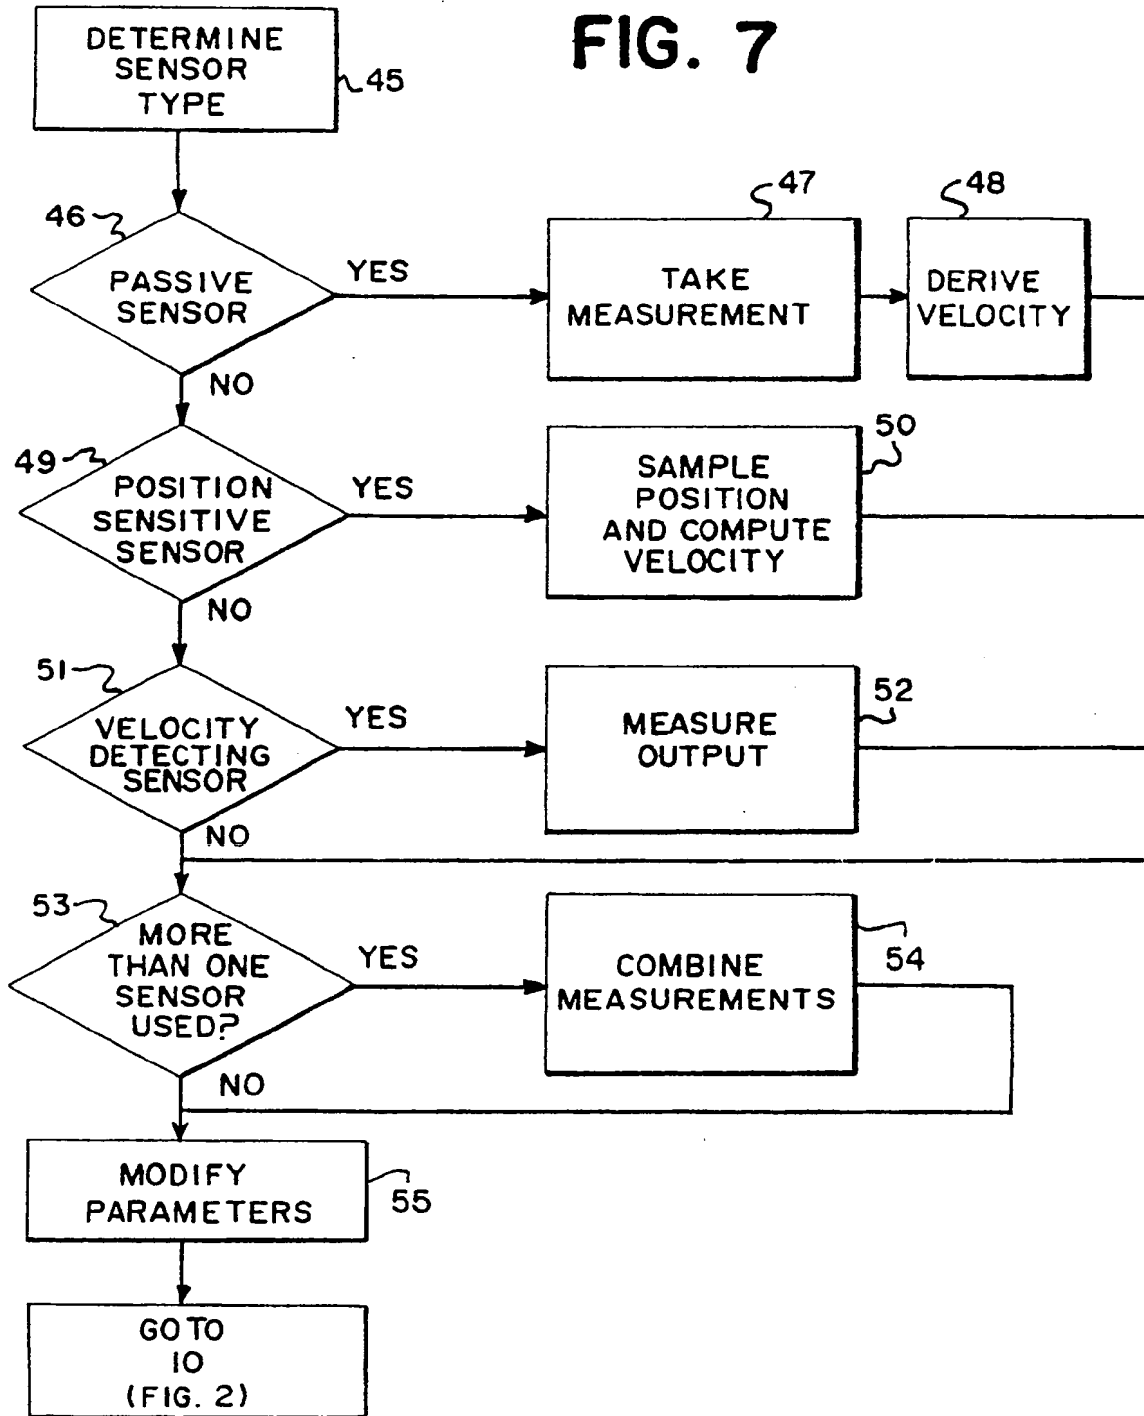 FIG. 7
DETERMINE
SENSOR
TYPE
45
46
PASSIVE
SENSOR
YES
NO
47
TAKE
MEASUREMENT
48
DERIVE
VELOCITY
49
POSITION
SENSITIVE
SENSOR
YES
NO
50
SAMPLE
POSITION
AND COMPUTE
VELOCITY
51
VELOCITY
DETECTING
SENSOR
YES
NO
52
MEASURE
OUTPUT
53
MORE
THAN ONE
SENSOR
USED?
YES
NO
54
COMBINE
MEASUREMENTS
MODIFY
PARAMETERS
55
GO TO
10
(FIG. 2)